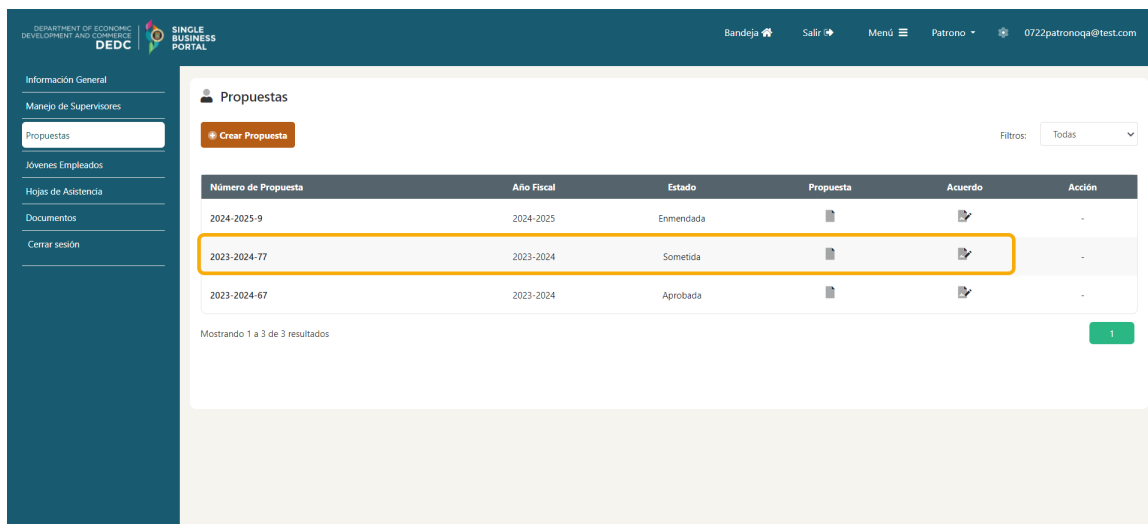 DEPARTMENT OF ECONOMIC
DEVELOPMENT AND COMMERCE
DEDC
SINGLE
BUSINESS
PORTAL
Bandeja Salir Menú Patrono 0722patronoqa@test.com
Información General
Manejo de Supervisores
Propuestas
Jóvenes Empleados
Hojas de Asistencia
Documentos
Cerrar sesión
Propuestas
Crear Propuesta Filtros: Todas
Número de Propuesta Año Fiscal Estado Propuesta Acuerdo Acción
2024-2025-9 2024-2025 Enmendada -
2023-2024-77 2023-2024 Sometida -
2023-2024-67 2023-2024 Aprobada -
Mostrando 1 a 3 de 3 resultados 1